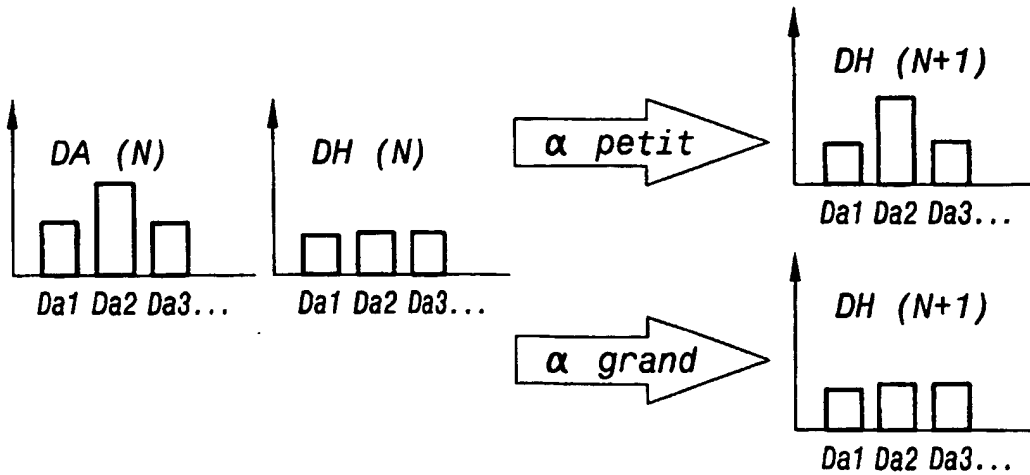 DA (N)
Da1 Da2 Da3...
DH (N)
Da1 Da2 Da3...
α petit
DH (N+1)
Da1 Da2 Da3...
α grand
DH (N+1)
Da1 Da2 Da3...